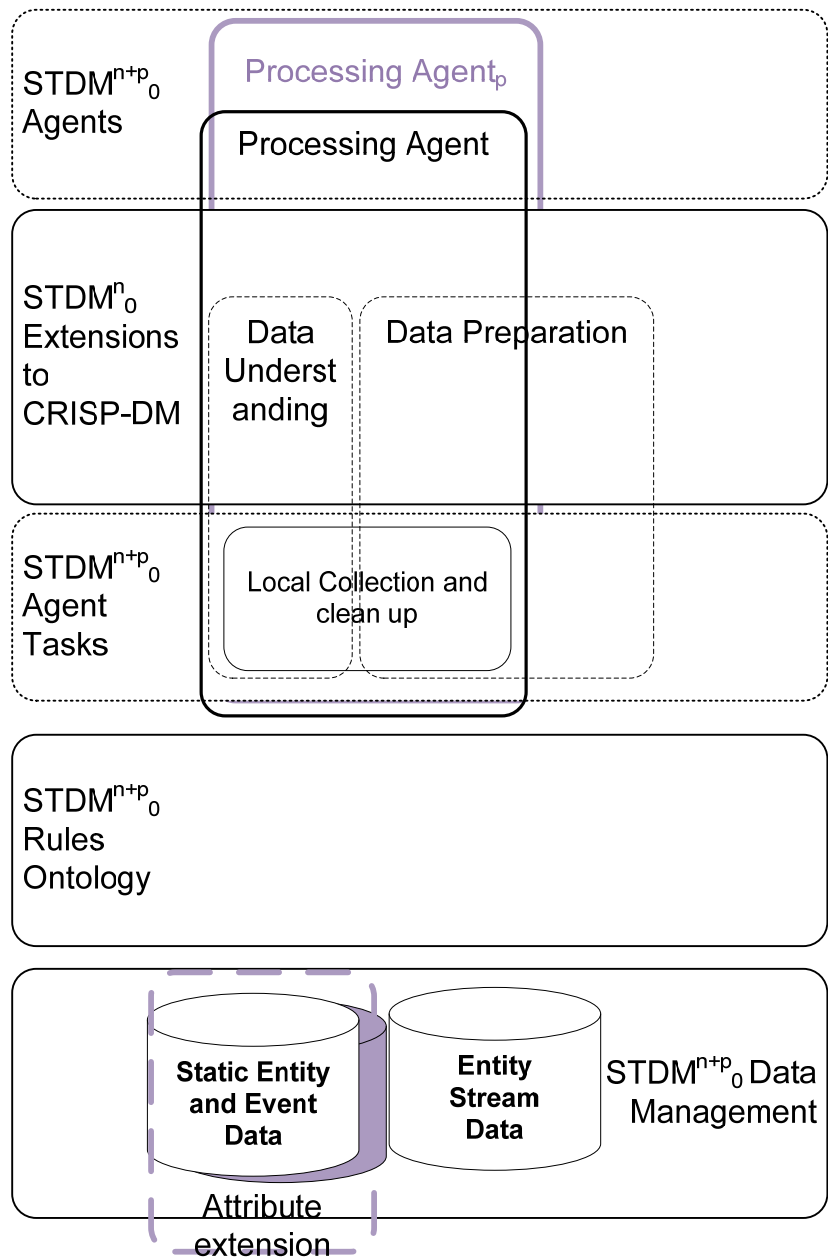 Processing Agentₚ
STDMⁿ⁺ᵖ₀
Agents
Processing Agent
STDMⁿ₀
Extensions
to
CRISP-DM
Data
Underst
anding
Data Preparation
STDMⁿ⁺ᵖ₀
Agent
Tasks
Local Collection and
clean up
STDMⁿ⁺ᵖ₀
Rules
Ontology
Static Entity
and Event
Data
Entity
Stream
Data
STDMⁿ⁺ᵖ₀ Data
Management
Attribute
extension